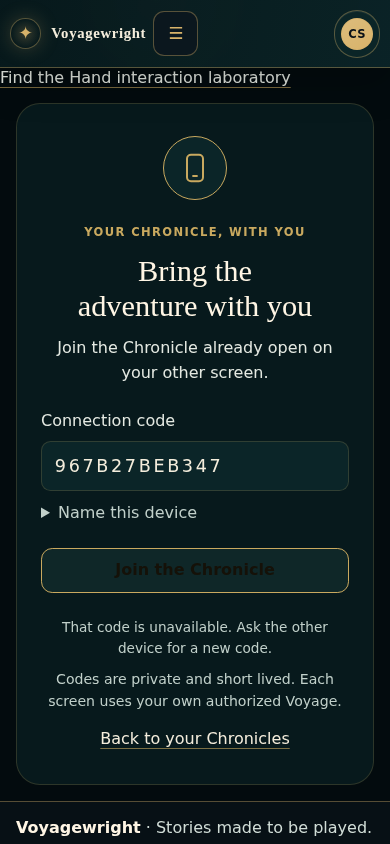 Voyagewright
CS
Find the Hand interaction laboratory
YOUR CHRONICLE, WITH YOU
Bring the
adventure with you
Join the Chronicle already open on
your other screen.
Connection code
967B27BEB347
Name this device
Join the Chronicle
That code is unavailable. Ask the other
device for a new code.
Codes are private and short lived. Each
screen uses your own authorized Voyage.
Back to your Chronicles
Voyagewright · Stories made to be played.